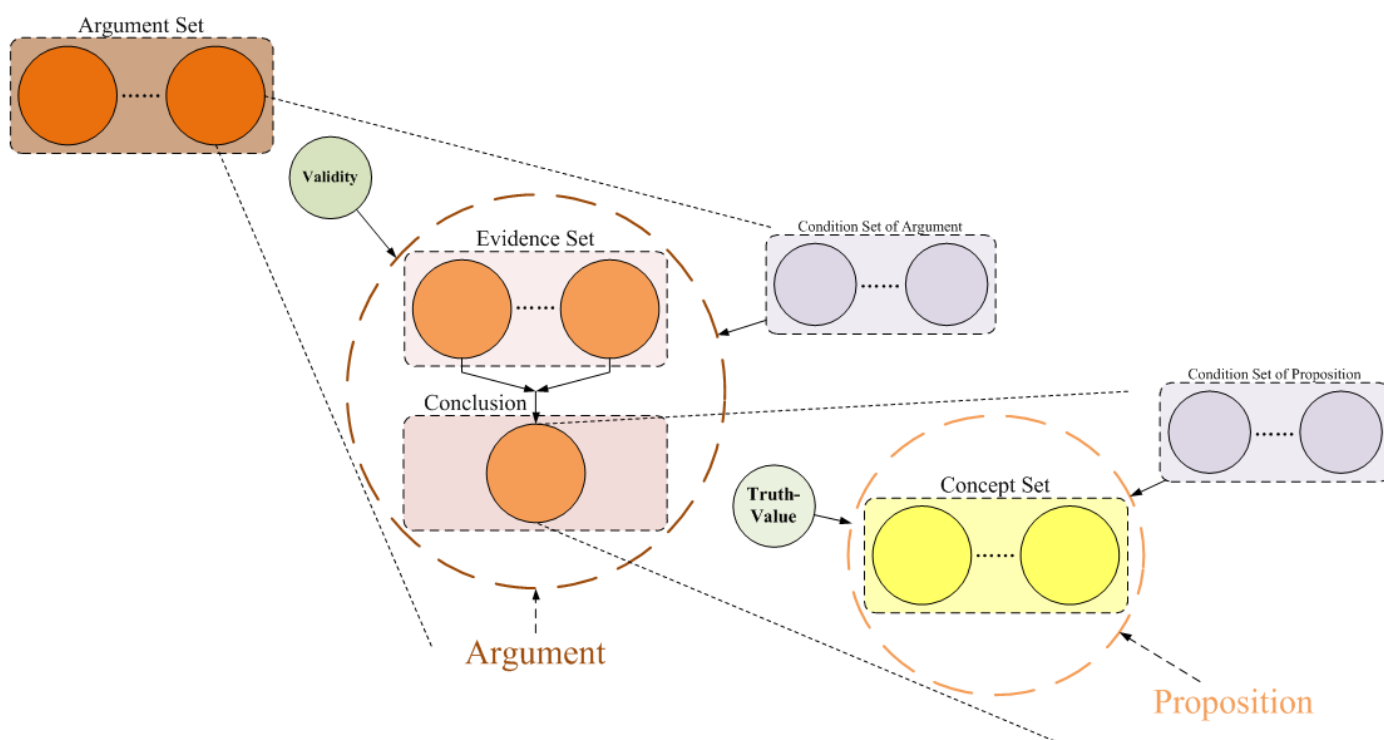 Argument Set
......
Validity
Evidence Set
......
Condition Set of Argument
......
Conclusion
Condition Set of Proposition
......
Truth-
Value
Concept Set
......
Argument
Proposition